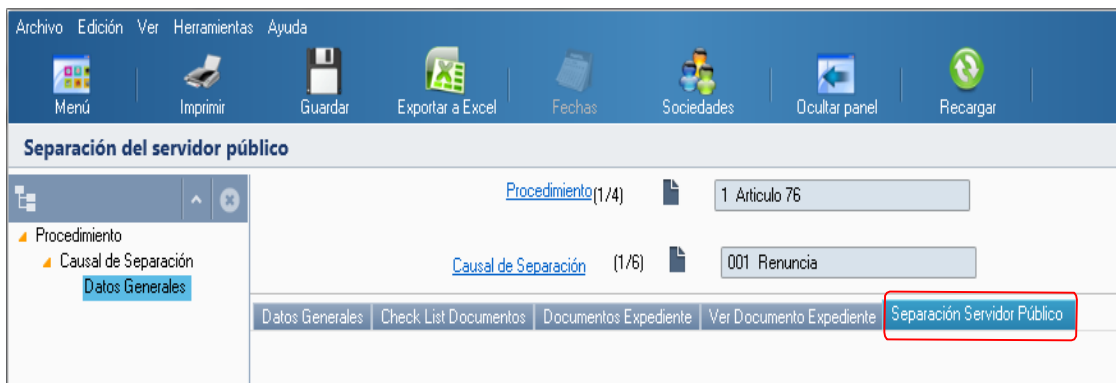 Archivo Edición Ver Herramientas Ayuda
Menú Imprimir Guardar Exportar a Excel Fechas Sociedades Ocultar panel Recargar
Separación del servidor público
Procedimiento (1/4) 1 Articulo 76
Procedimiento
Causal de Separación
Datos Generales
Causal de Separación (1/6) 001 Renuncia
Datos Generales Check List Documentos Documentos Expediente Ver Documento Expediente Separación Servidor Público